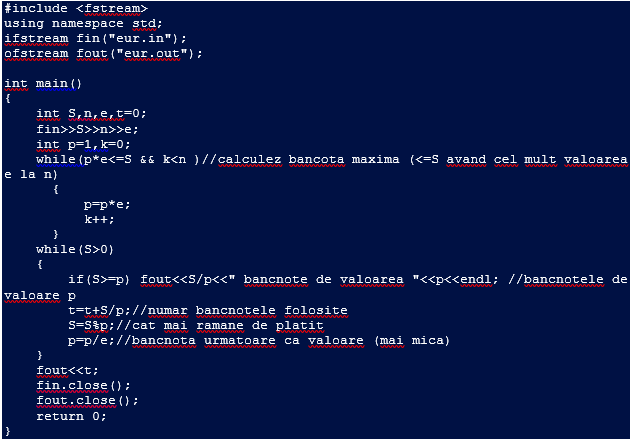 #include <fstream>
using namespace std;
ifstream fin("eur.in");
ofstream fout("eur.out");

int main()
{
    int S,n,e,t=0;
    fin>>S>>n>>e;
    int p=1,k=0;
    while(p*e<=S && k<n )//calculez bancota maxima (<=S avand cel mult valoarea
e la n)
      {
          p=p*e;
          k++;
      }
    while(S>0)
    {
        if(S>=p) fout<<S/p<<" bancnote de valoarea "<<p<<endl; //bancnotele de
valoare p
        t=t+S/p;//numar bancnotele folosite
        S=S%p;//cat mai ramane de platit
        p=p/e;//bancnota urmatoare ca valoare (mai mica)
    }
    fout<<t;
    fin.close();
    fout.close();
    return 0;
}